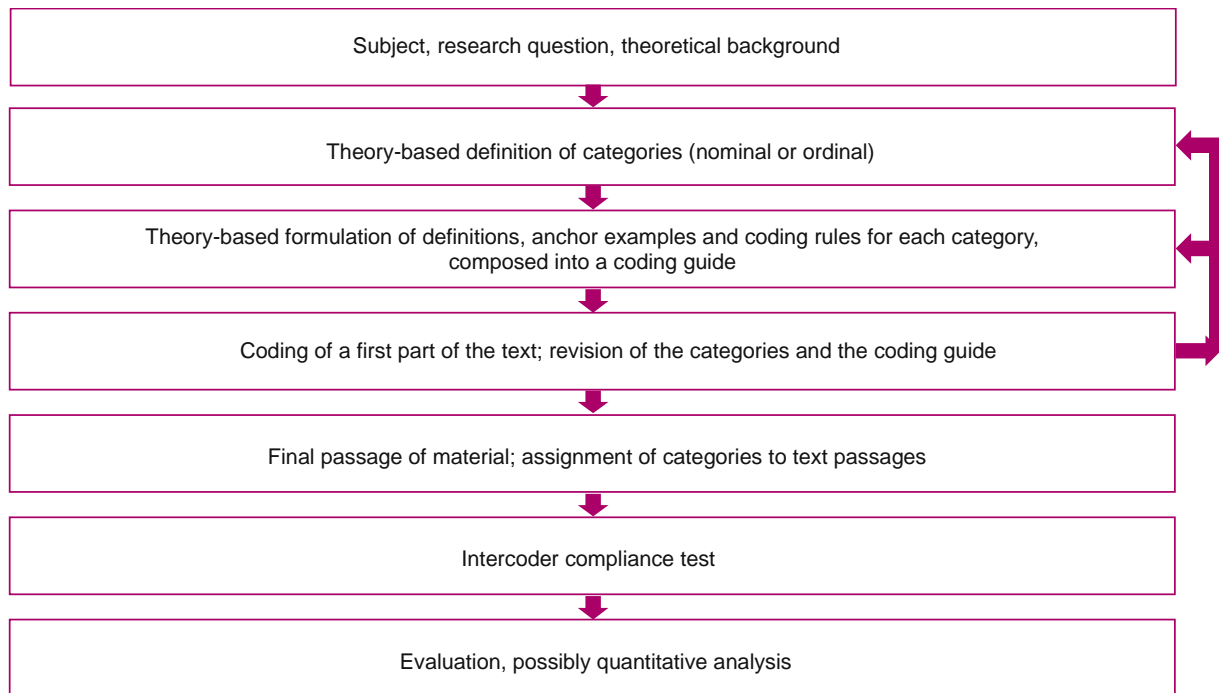 Subject, research question, theoretical background
Theory-based definition of categories (nominal or ordinal)
Theory-based formulation of definitions, anchor examples and coding rules for each category,
composed into a coding guide
Coding of a first part of the text; revision of the categories and the coding guide
Final passage of material; assignment of categories to text passages
Intercoder compliance test
Evaluation, possibly quantitative analysis